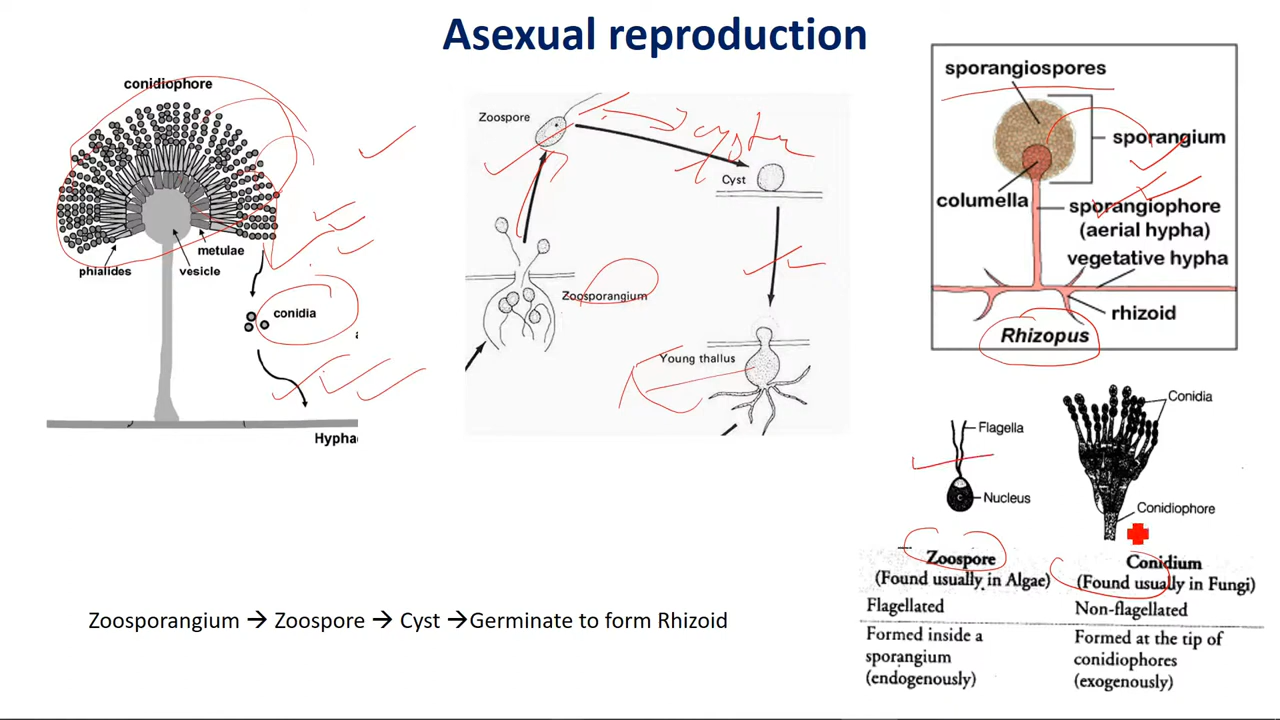 Asexual reproduction
conidiophore
metulae
phialides
vesicle
conidia
Hypha
Zoospore
Cyst
Zoosporangium
Young thallus
sporangiospores
sporangium
columella
sporangiophore
(aerial hypha)
vegetative hypha
rhizoid
Rhizopus
Flagella
Nucleus
Conidia
Conidiophore
Zoospore
(Found usually in Algae)
Flagellated
Formed inside a
sporangium
(endogenously)
Conidium
(Found usually in Fungi)
Non-flagellated
Formed at the tip of
conidiophores
(exogenously)
Zoosporangium → Zoospore → Cyst →Germinate to form Rhizoid